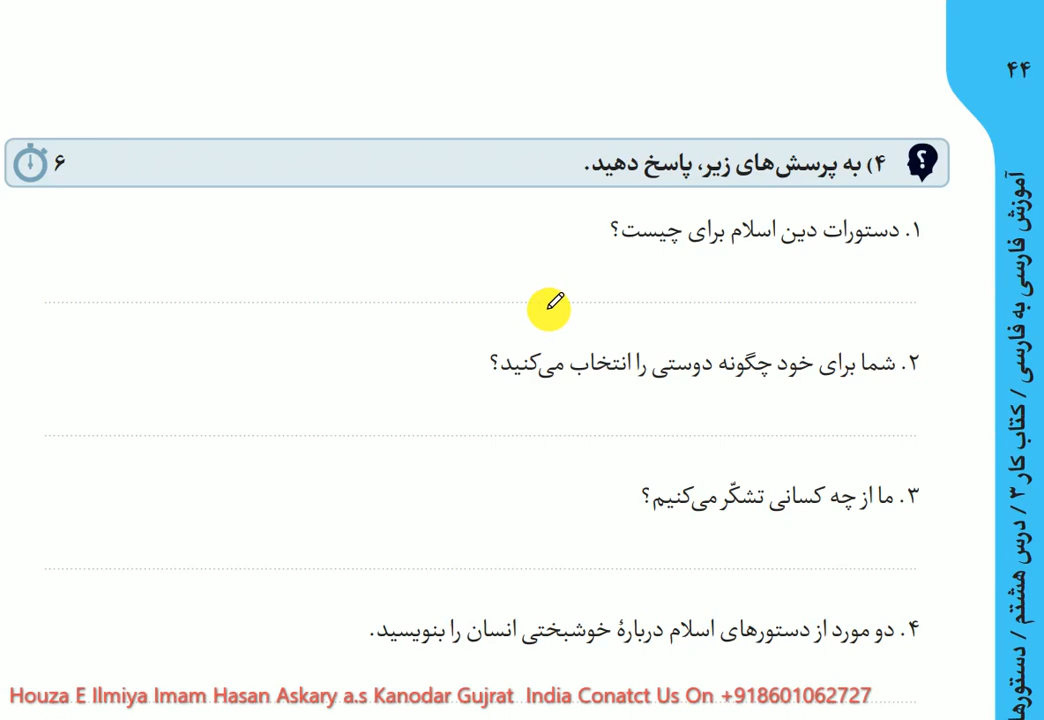 ۴۴
۴) به پرسش‌های زیر، پاسخ دهید.
۶
۱. دستورات دین اسلام برای چیست؟
۲. شما برای خود چگونه دوستی را انتخاب می‌کنید؟
۳. ما از چه کسانی تشکّر می‌کنیم؟
۴. دو مورد از دستورهای اسلام دربارهٔ خوشبختی انسان را بنویسید.
آموزش فارسی به فارسی / کتاب کار ۳ / درس هشتم / دستورها
Houza E Ilmiya Imam Hasan Askary a.s Kanodar Gujrat India Conatct Us On +918601062727